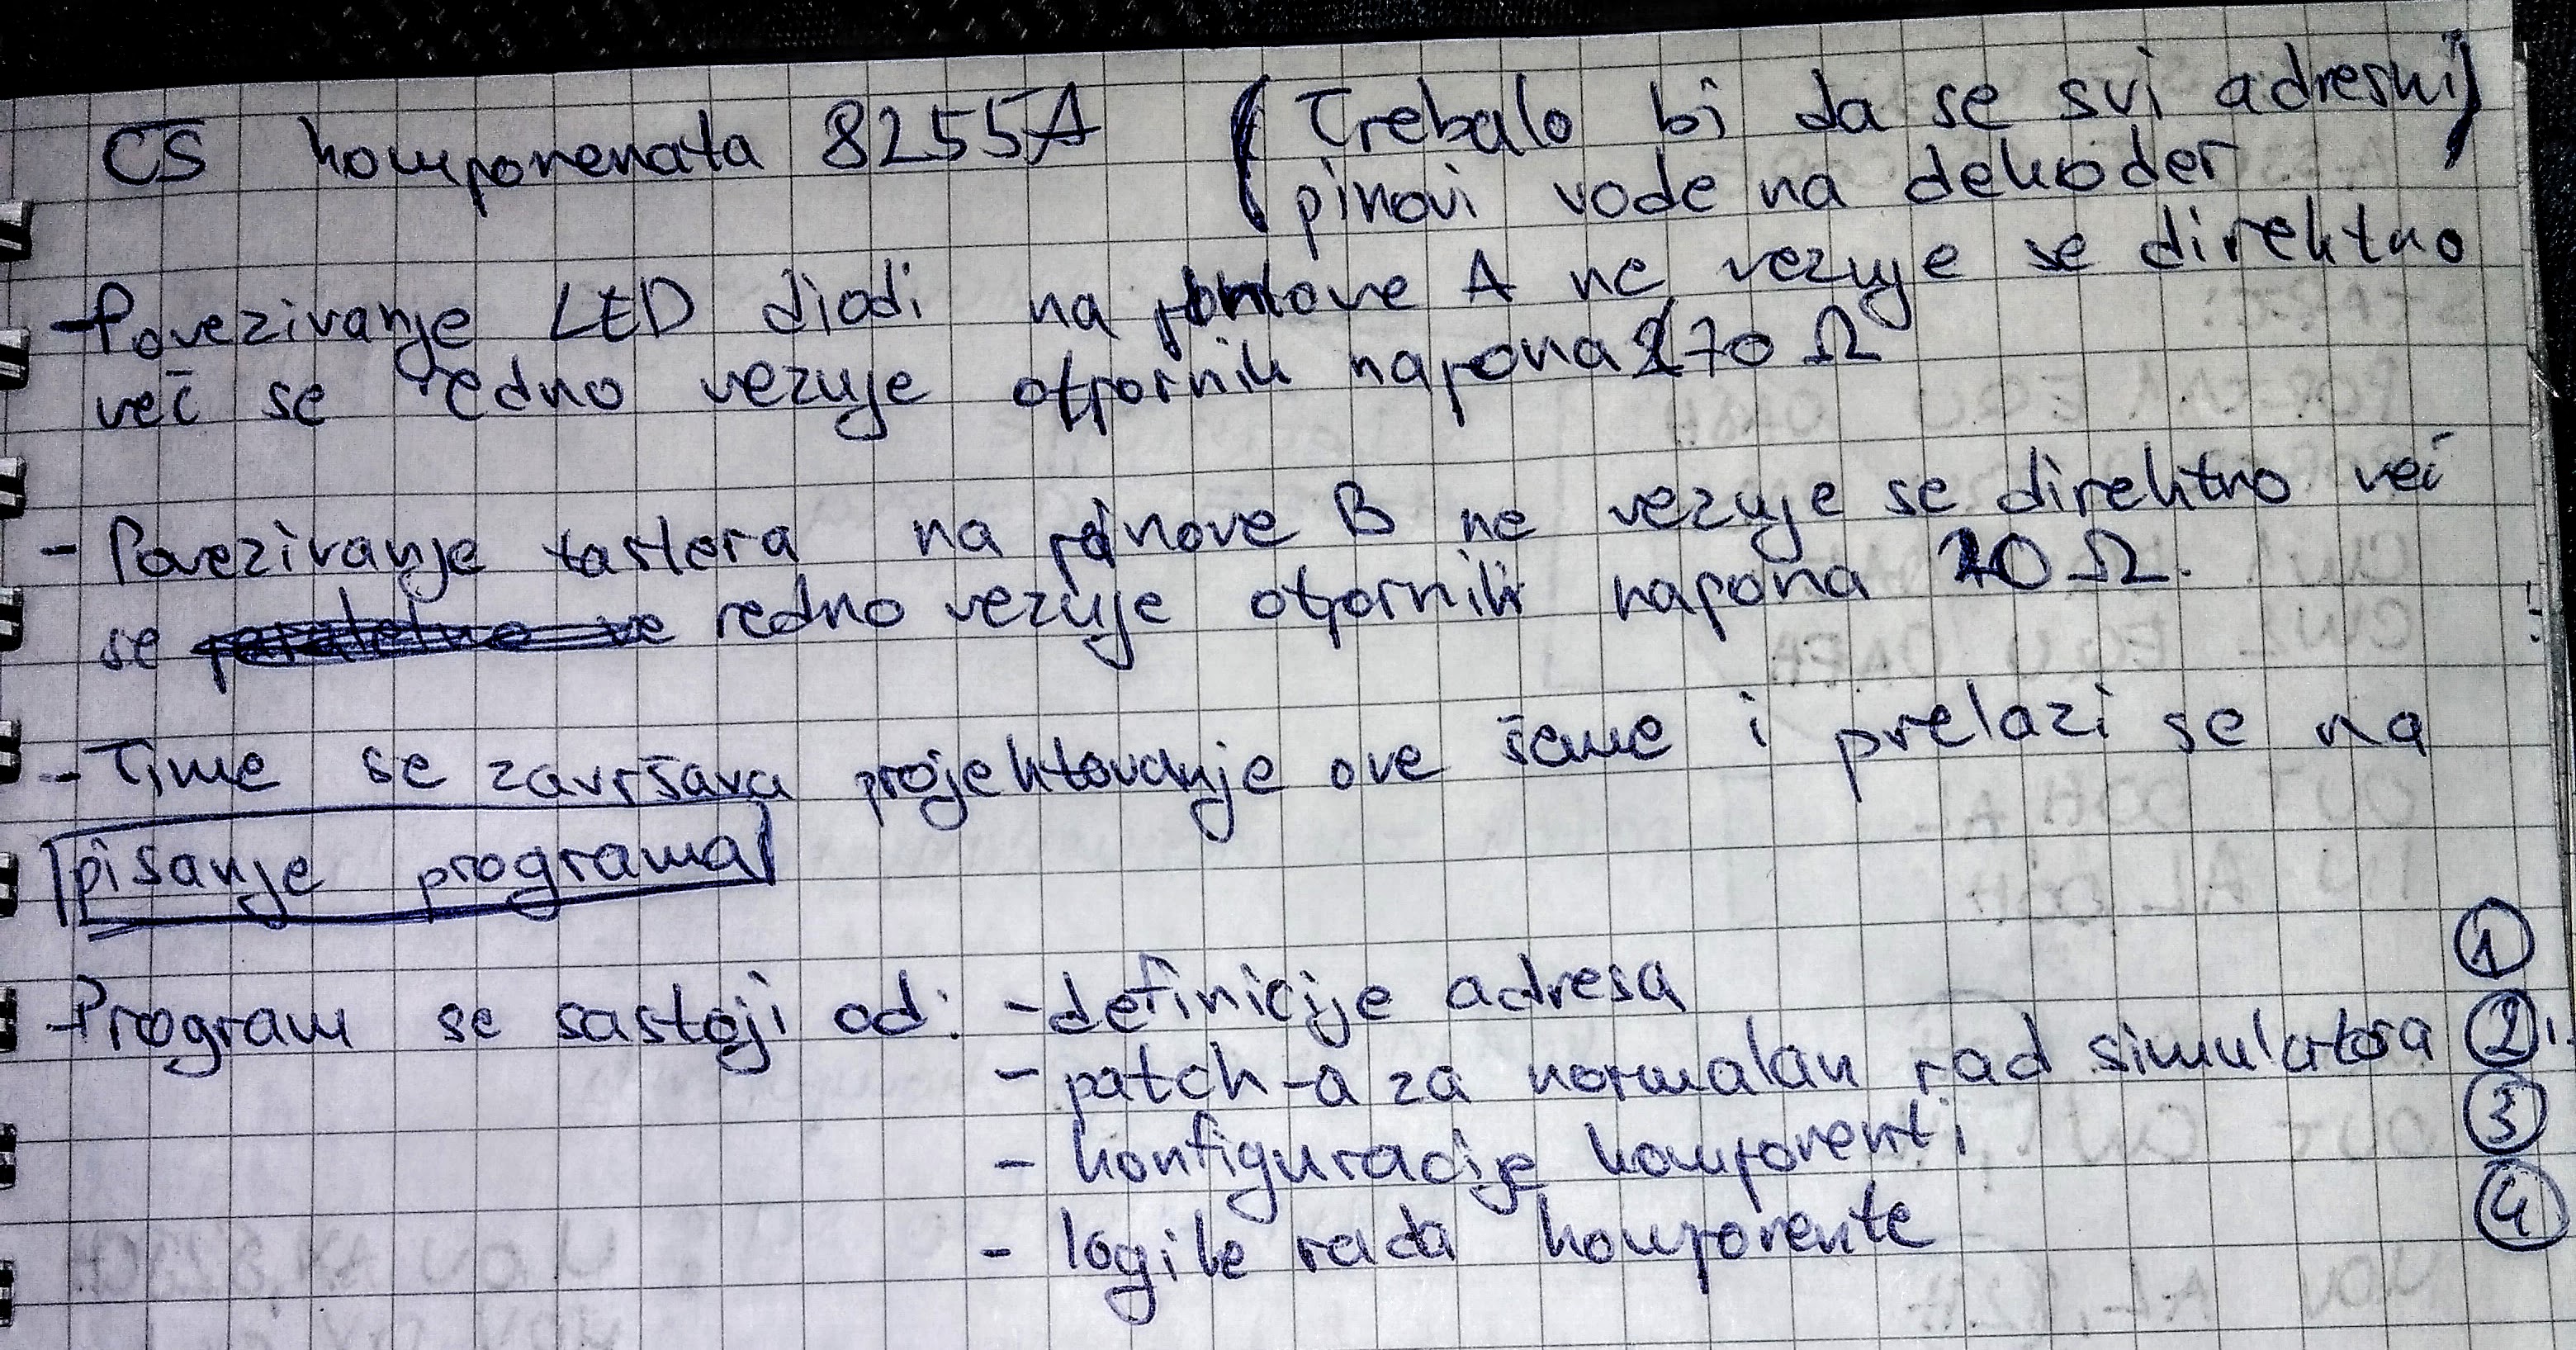 C̅S̅ komponenata 8255A (Trebalo bi da se svi adresni)
pinovi vode na dekoder
- Povezivanje LED diodi na pinove A ne vezuje se direktno
već se redno vezuje otpornik napona 270 Ω
- Povezivanje tastera na pinove B ne vezuje se direktno već
se redno vezuje otpornik napona 10 Ω.
- Time se završava projektovanje ove šeme i prelazi se na
pisanje programa
- Program se sastoji od: - definicije adresa ①
- patch-a za normalan rad simulatora ②
- konfiguracije komponenti ③
- logike rada komponente ④